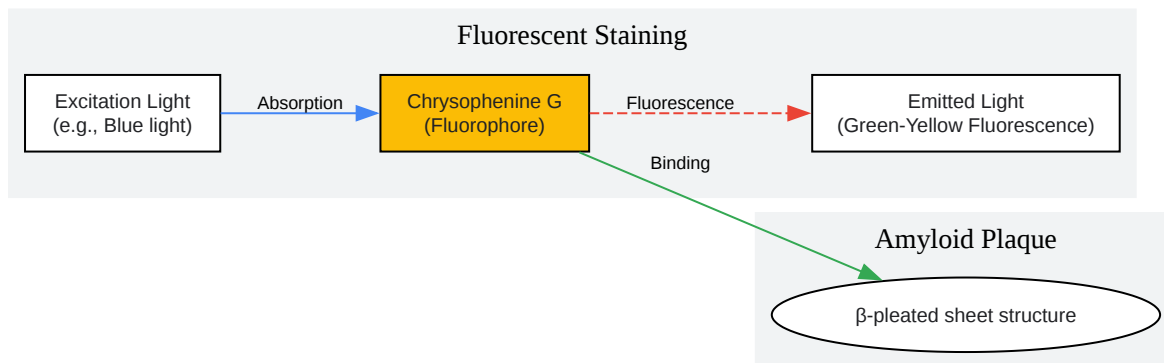 Fluorescent Staining
Excitation Light
(e.g., Blue light)
Absorption
Chrysophenine G
(Fluorophore)
Fluorescence
Emitted Light
(Green-Yellow Fluorescence)
Binding
Amyloid Plaque
β-pleated sheet structure